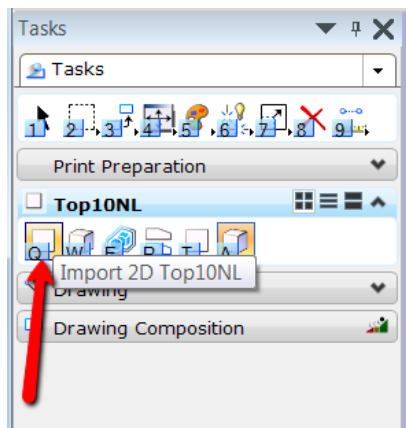 Tasks
Tasks
1 2 3 4 5 6 7 8 9
Print Preparation
Top10NL
Q W E R T A
Import 2D Top10NL
Drawing
Drawing Composition